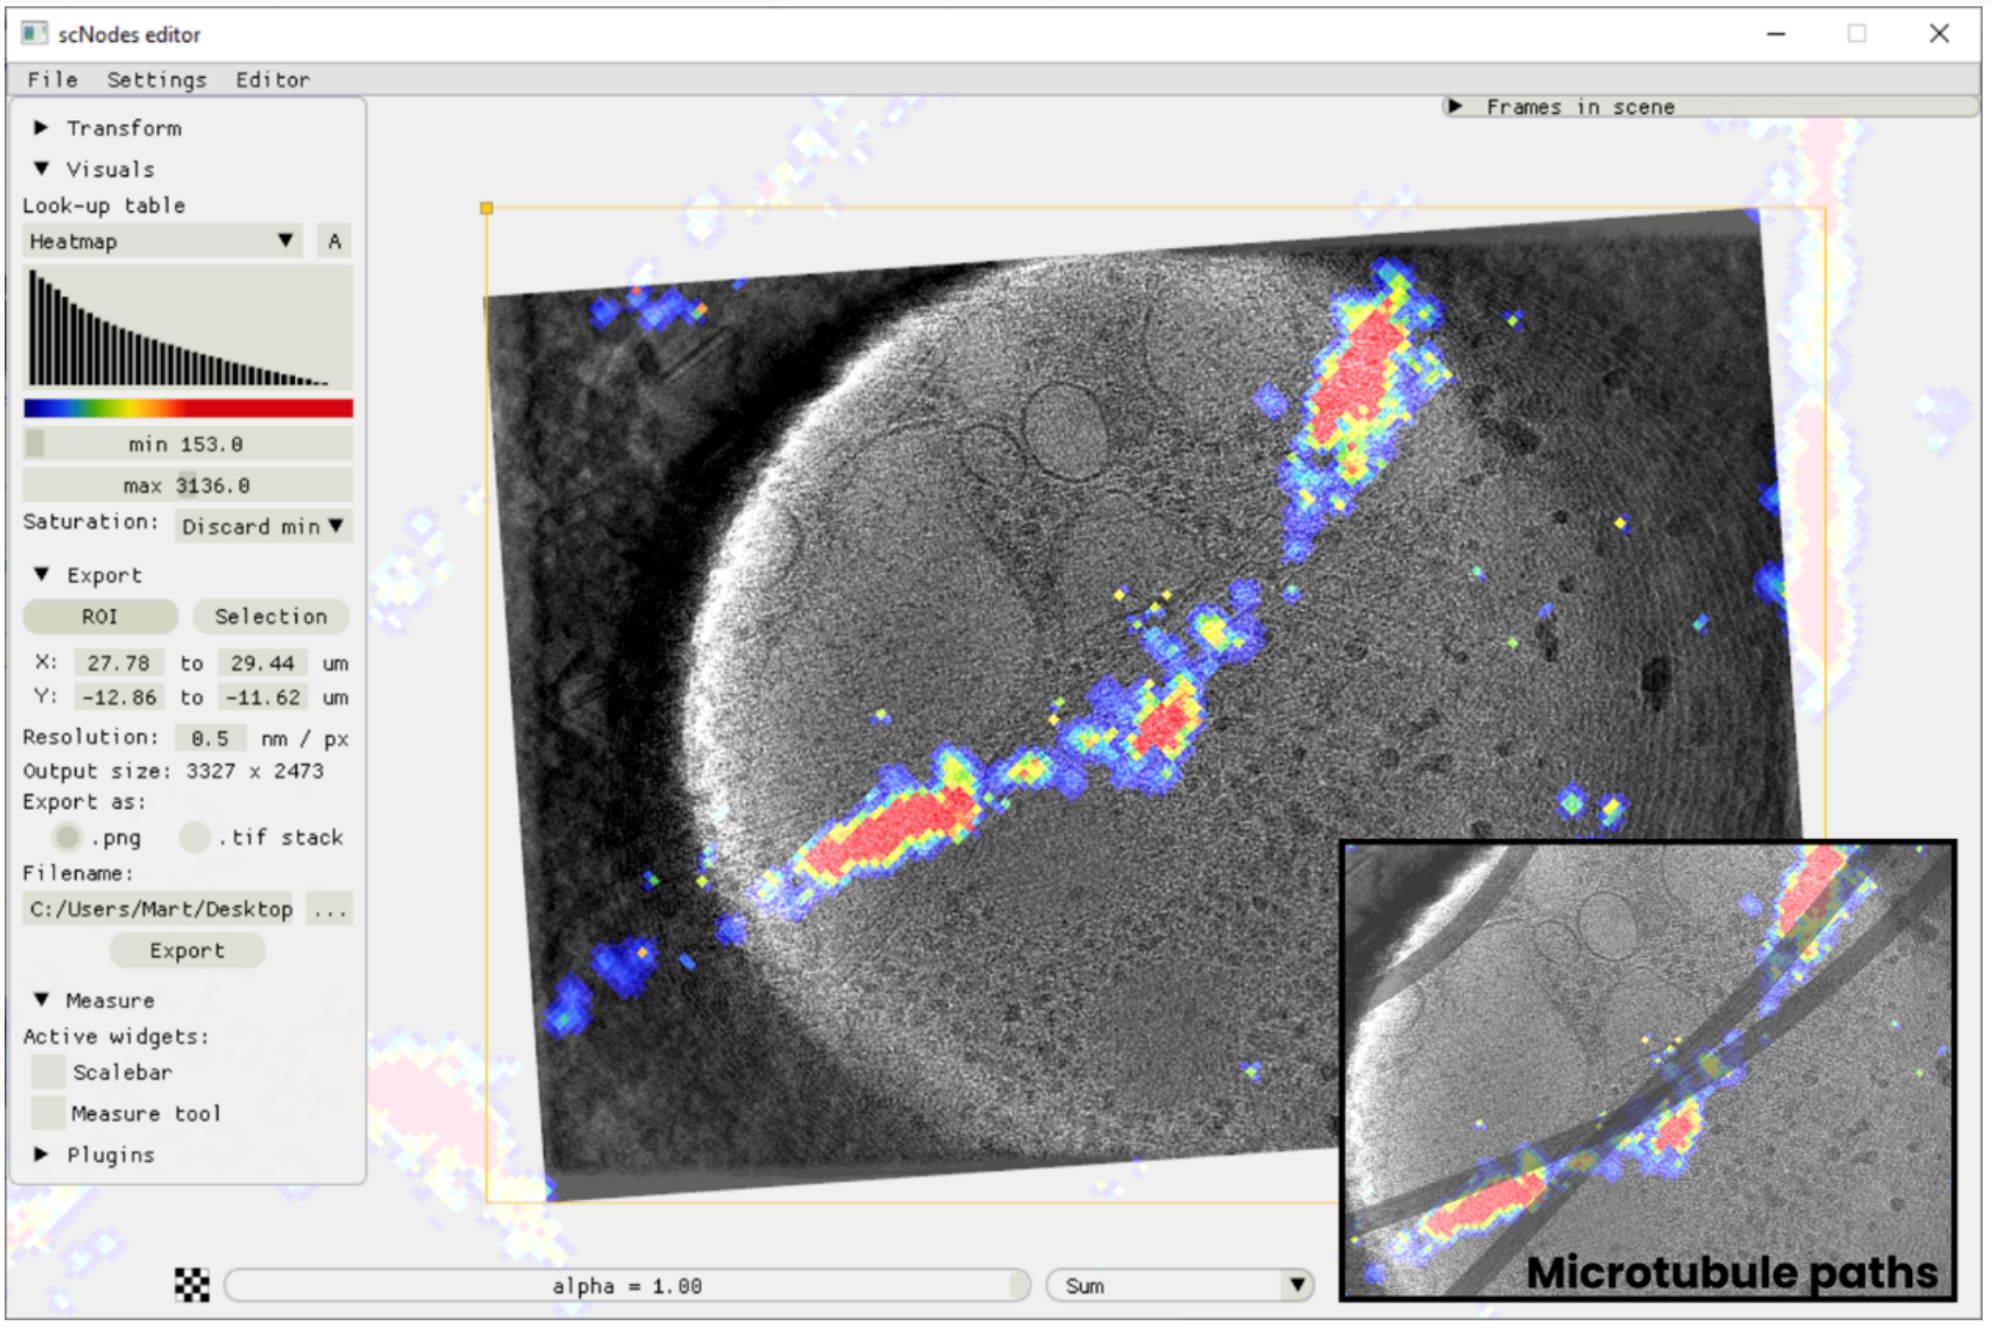 scNodes editor
File Settings Editor
Frames in scene
Transform
Visuals
Look-up table
Heatmap A
min 153.0
max 3136.0
Saturation: Discard min
Export
ROI Selection
X: 27.78 to 29.44 um
Y: -12.86 to -11.62 um
Resolution: 0.5 nm / px
Output size: 3327 x 2473
Export as:
.png .tif stack
Filename:
C:/Users/Mart/Desktop ...
Export
Measure
Active widgets:
Scalebar
Measure tool
Plugins
alpha = 1.00 Sum
Microtubule paths